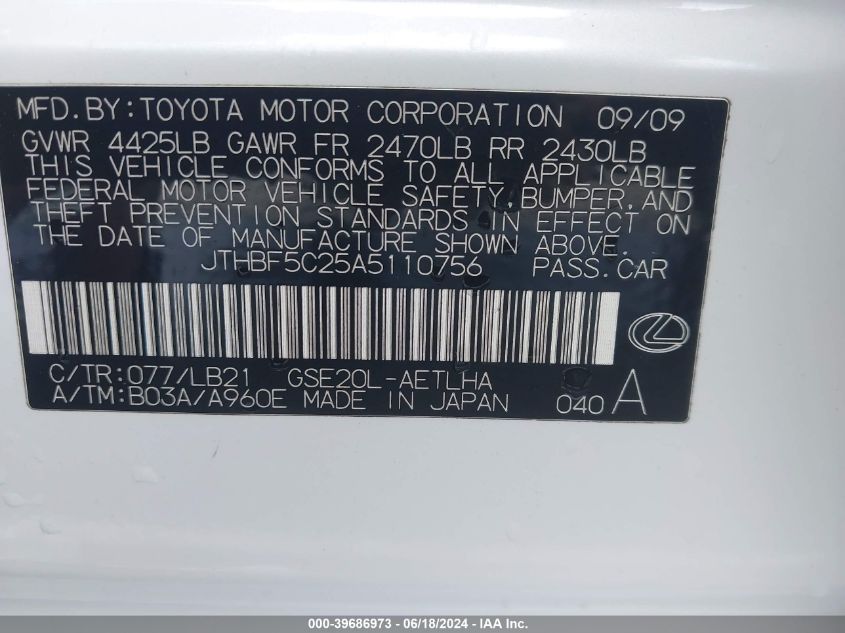 MFD.BY:TOYOTA MOTOR CORPORATION 09/09
GVWR 4425LB GAWR FR 2470LB RR 2430LB
THIS VEHICLE CONFORMS TO ALL APPLICABLE
FEDERAL MOTOR VEHICLE SAFETY,BUMPER,AND
THEFT PREVENTION STANDARDS IN EFFECT ON
THE DATE OF MANUFACTURE SHOWN ABOVE.
JTHBF5C25A5110756 PASS.CAR
C/TR:077/LB21 GSE20L-AETLHA
A/TM:B03A/A960E MADE IN JAPAN 040 A
000-39686973 - 06/18/2024 - IAA Inc.